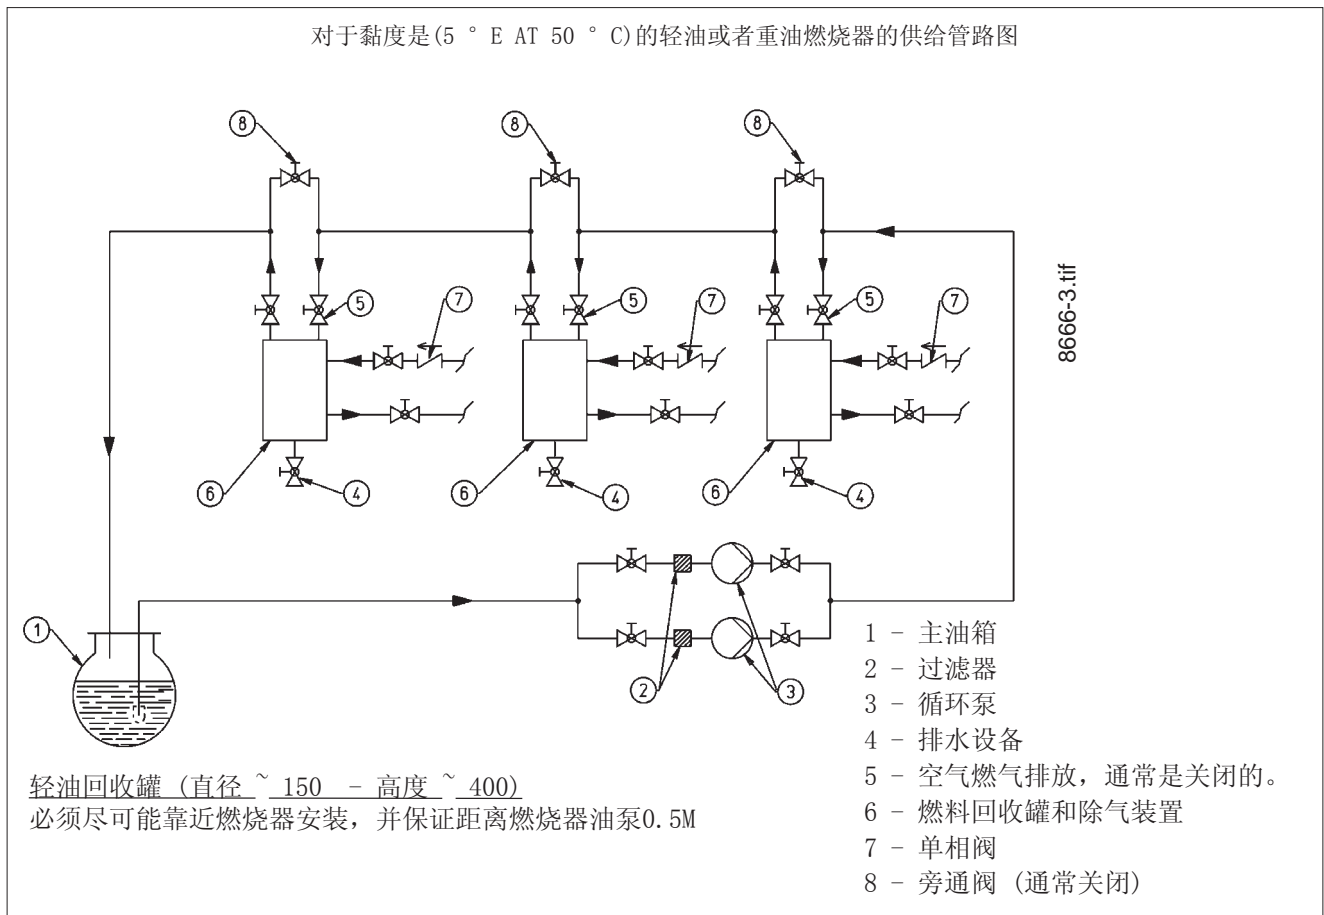 对于黏度是(5 ° E AT 50 ° C)的轻油或者重油燃烧器的供给管路图
8 8 8
8666-3.tif
5 7 5 7 5 7
6 4 6 4 6 4
1
2 3
1 - 主油箱
2 - 过滤器
3 - 循环泵
4 - 排水设备
5 - 空气燃气排放，通常是关闭的。
6 - 燃料回收罐和除气装置
7 - 单相阀
8 - 旁通阀 (通常关闭)
轻油回收罐 (直径 ~ 150 - 高度 ~ 400)
必须尽可能靠近燃烧器安装，并保证距离燃烧器油泵0.5M